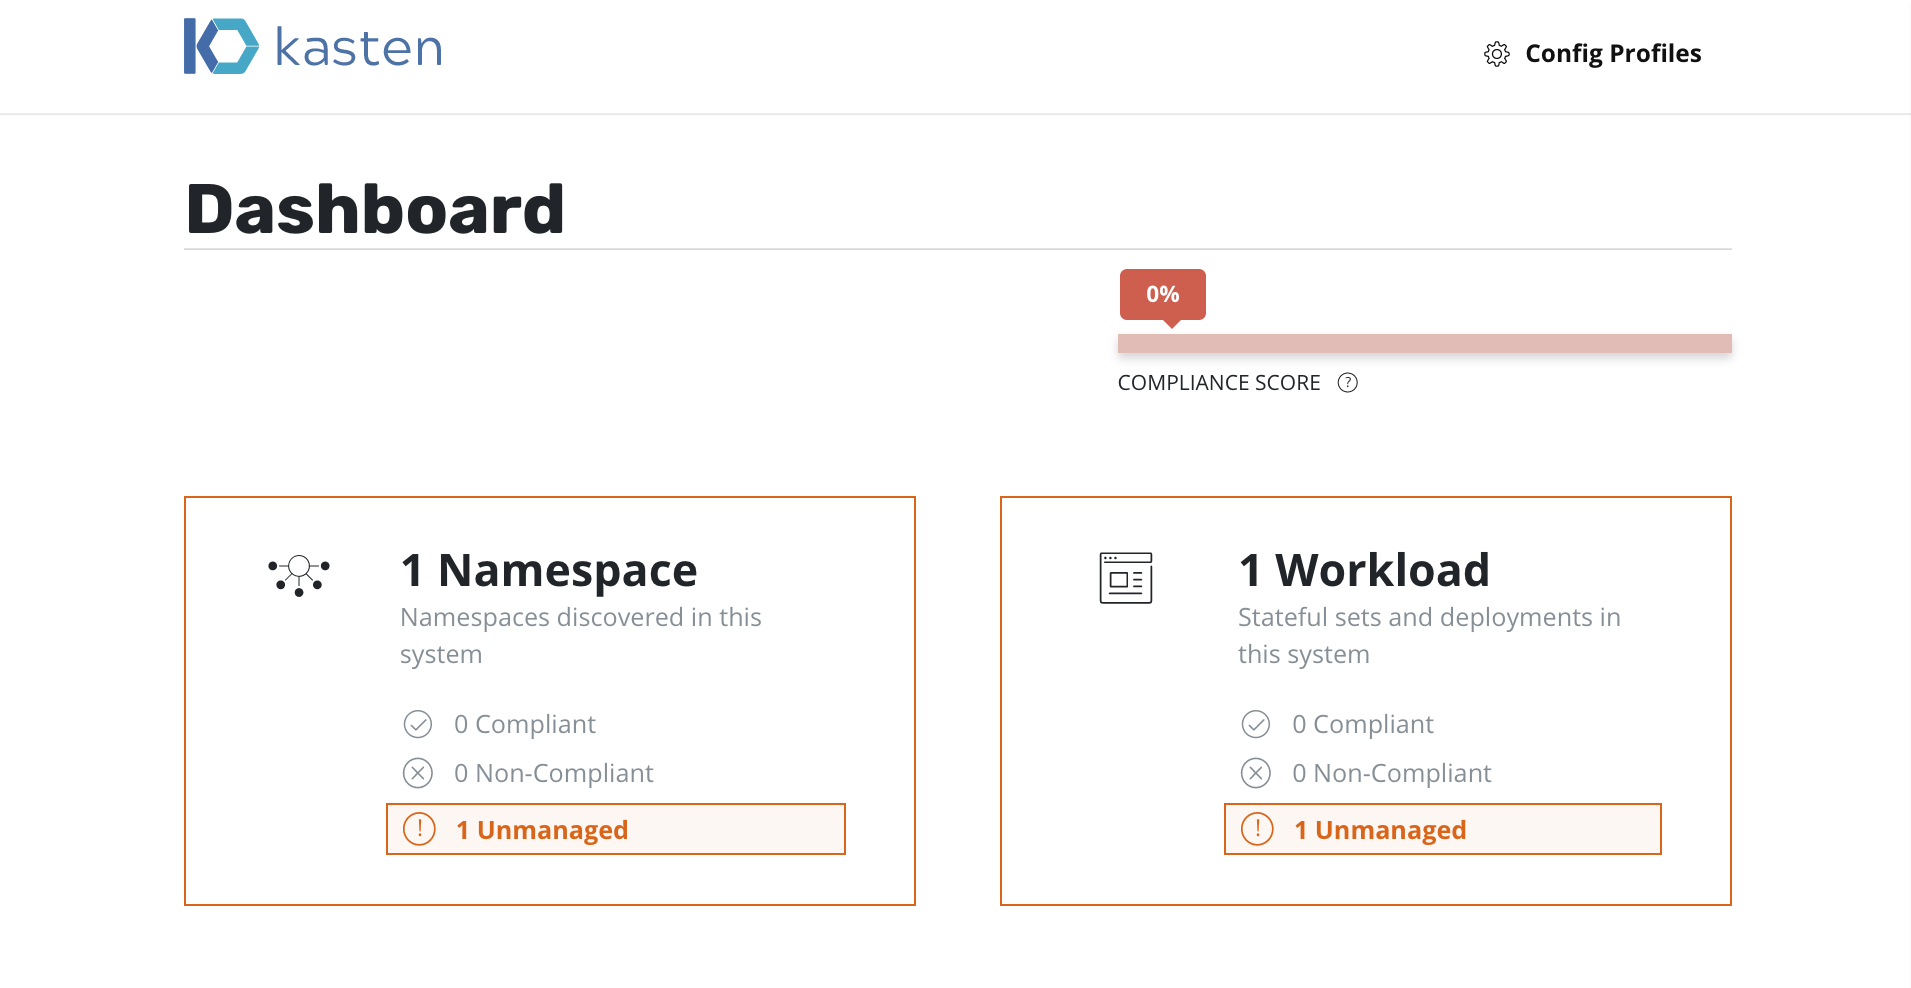 kasten
Config Profiles
Dashboard
0%
COMPLIANCE SCORE ?
1 Namespace
Namespaces discovered in this
system
0 Compliant
0 Non-Compliant
! 1 Unmanaged
1 Workload
Stateful sets and deployments in
this system
0 Compliant
0 Non-Compliant
! 1 Unmanaged